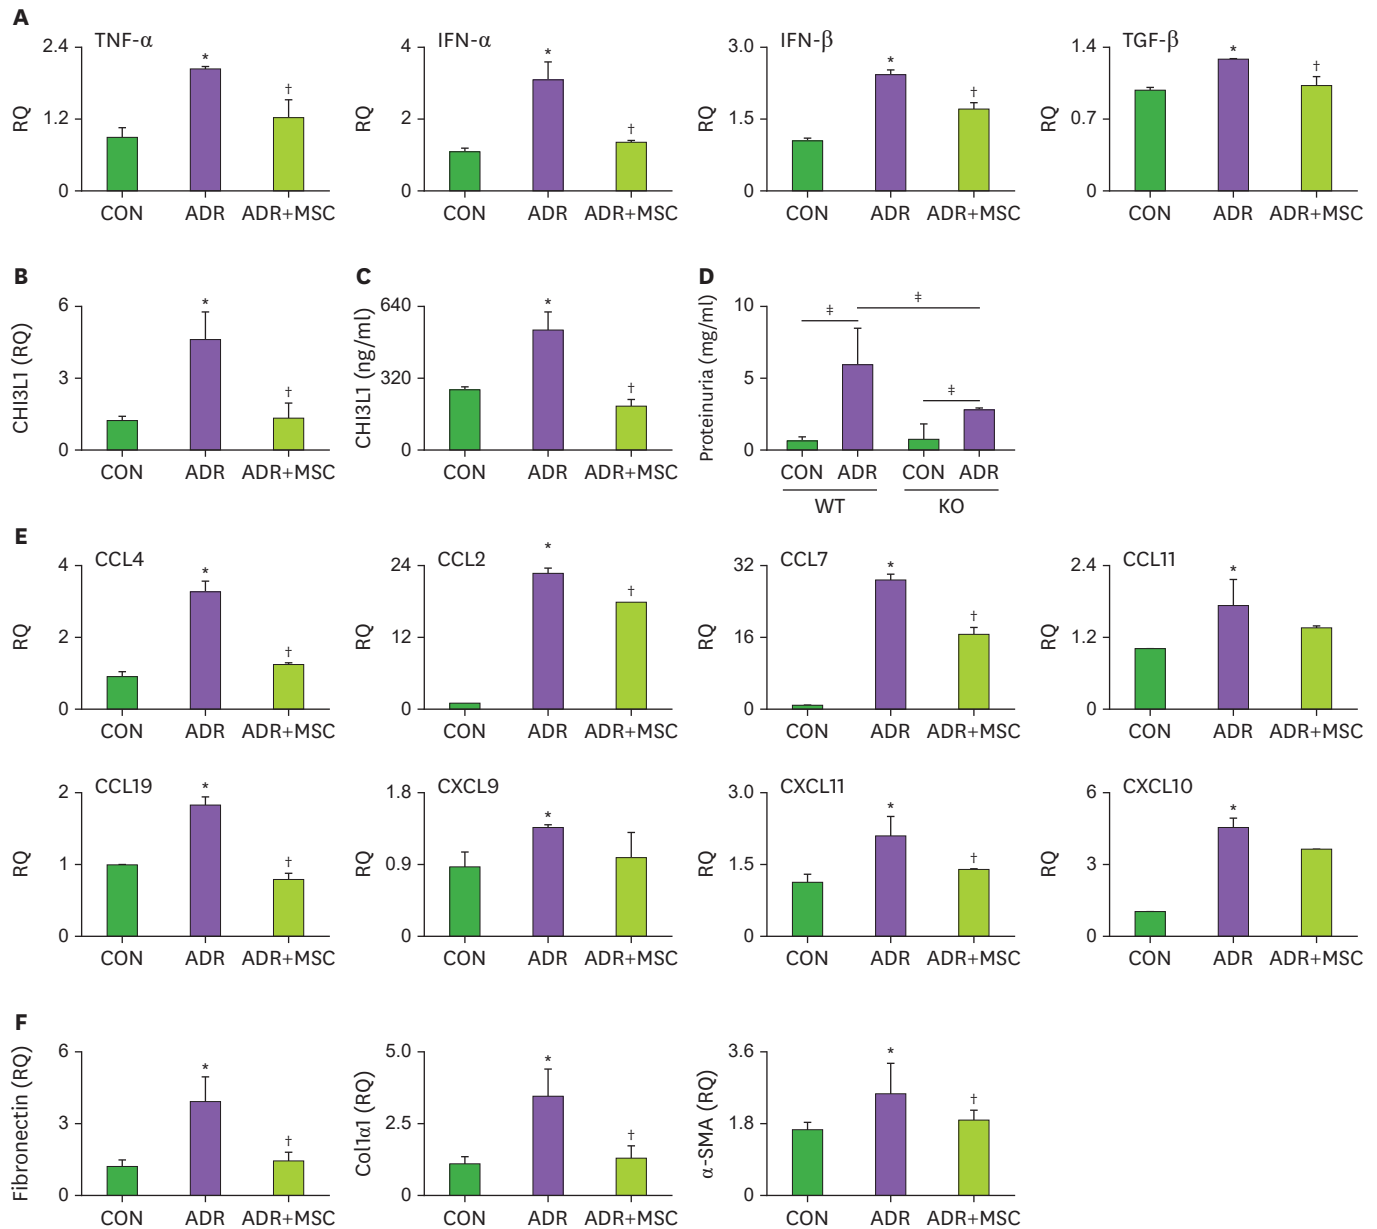 A
TNF-α IFN-α IFN-β TGF-β
2.4 4 3.0 1.4
* * * *
† † † †
RQ RQ RQ RQ
1.2 2 1.5 0.7
0 0 0 0
CON ADR ADR+MSC CON ADR ADR+MSC CON ADR ADR+MSC CON ADR ADR+MSC
B C D
6 640 10
* * ‡ ‡
CHI3L1 (RQ) CHI3L1 (ng/ml) Proteinuria (mg/ml)
3 320 5
† † ‡
0 0 0
CON ADR ADR+MSC CON ADR ADR+MSC CON ADR CON ADR
WT KO
E
CCL4 CCL2 CCL7 CCL11
4 24 32 2.4
* * * *
† † †
RQ RQ RQ RQ
2 12 16 1.2
0 0 0 0
CON ADR ADR+MSC CON ADR ADR+MSC CON ADR ADR+MSC CON ADR ADR+MSC
CCL19 CXCL9 CXCL11 CXCL10
2 1.8 3.0 6
* * * *
† †
RQ RQ RQ RQ
1 0.9 1.5 3
0 0 0 0
CON ADR ADR+MSC CON ADR ADR+MSC CON ADR ADR+MSC CON ADR ADR+MSC
F
6 5.0 3.6
* * *
Fibronectin (RQ) Col1α1 (RQ) α-SMA (RQ)
3 2.5 1.8
† † †
0 0 0
CON ADR ADR+MSC CON ADR ADR+MSC CON ADR ADR+MSC